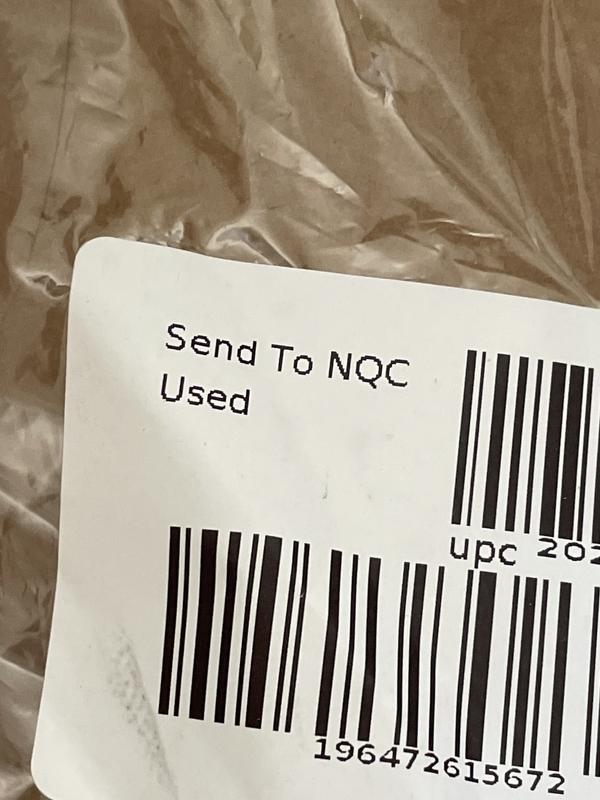 Send To NQC
Used
upc 202
196472615672